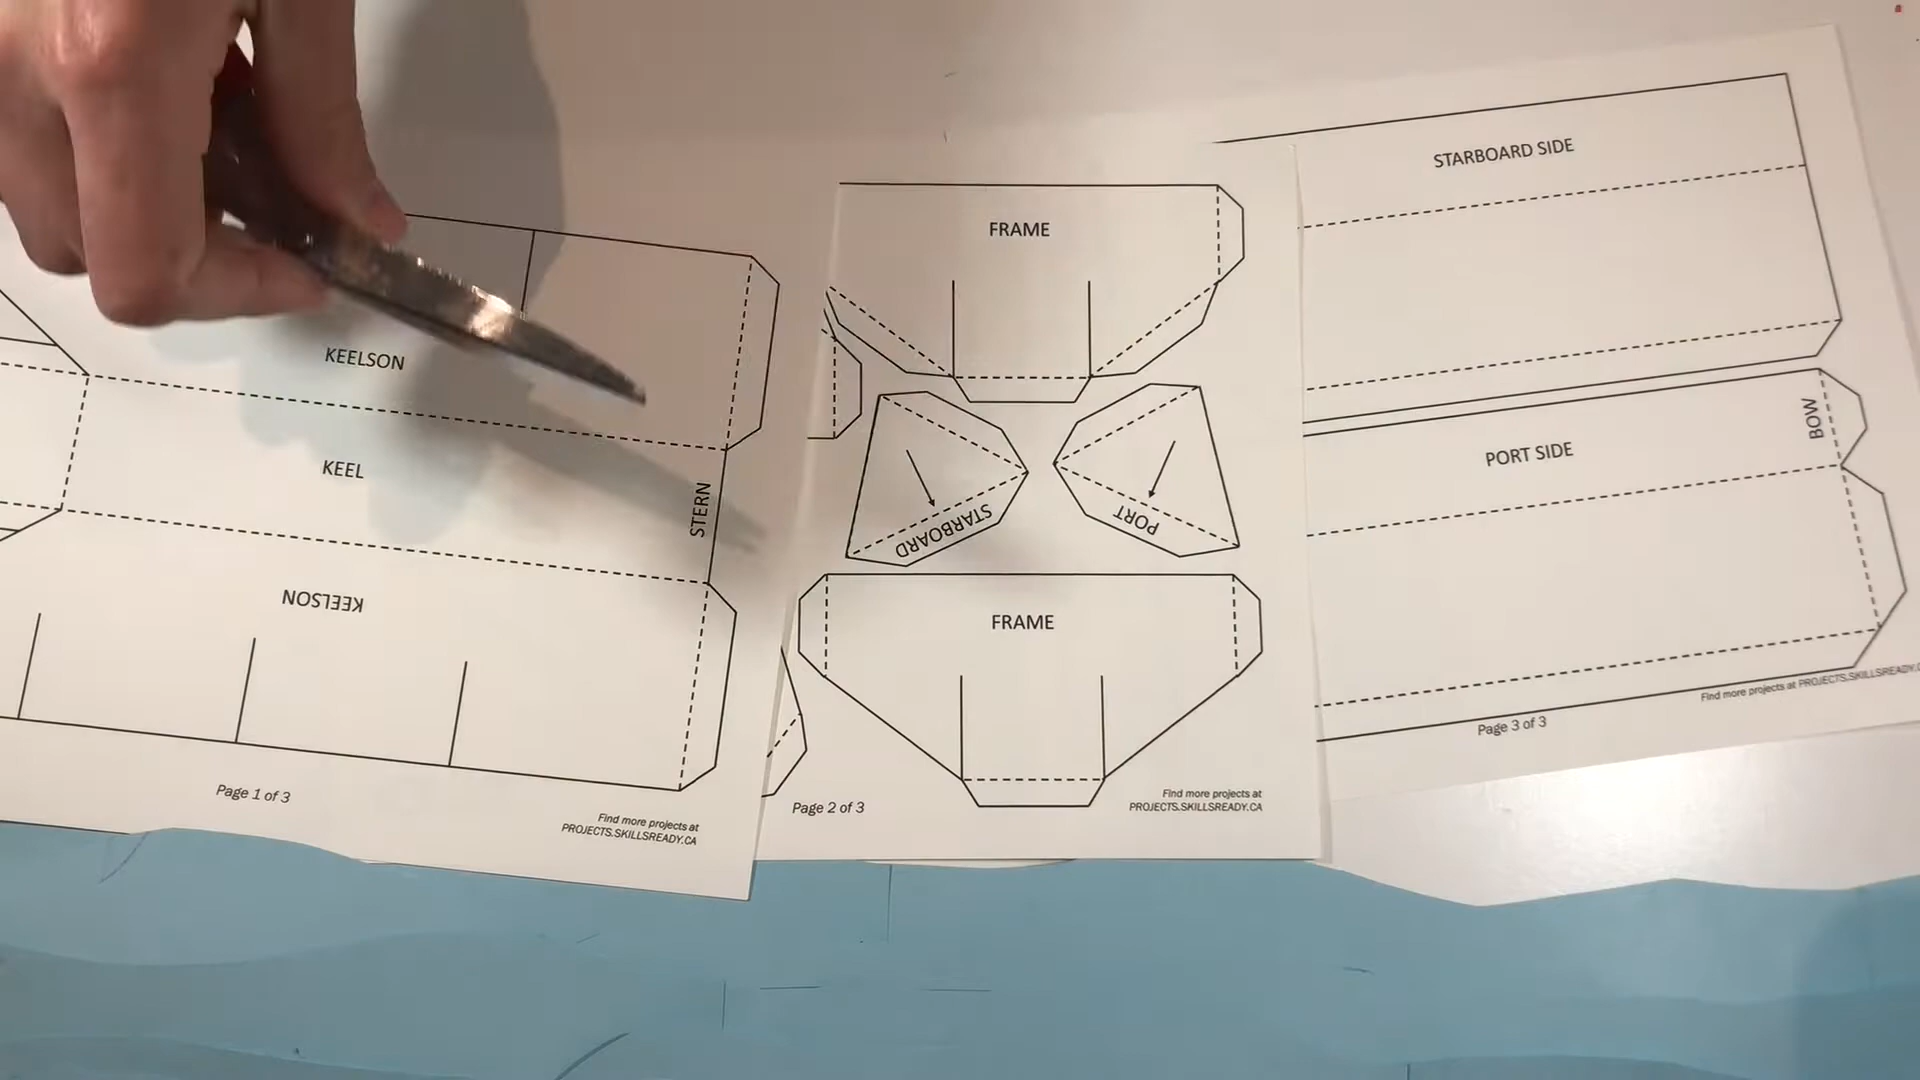 KEELSON
KEEL
STERN
KEELSON
Page 1 of 3
Find more projects at
PROJECTS.SKILLSREADY.CA
FRAME
STARBOARD
PORT
FRAME
Page 2 of 3
Find more projects at
PROJECTS.SKILLSREADY.CA
STARBOARD SIDE
BOW
PORT SIDE
Page 3 of 3
Find more projects at PROJECTS.SKILLSREADY.